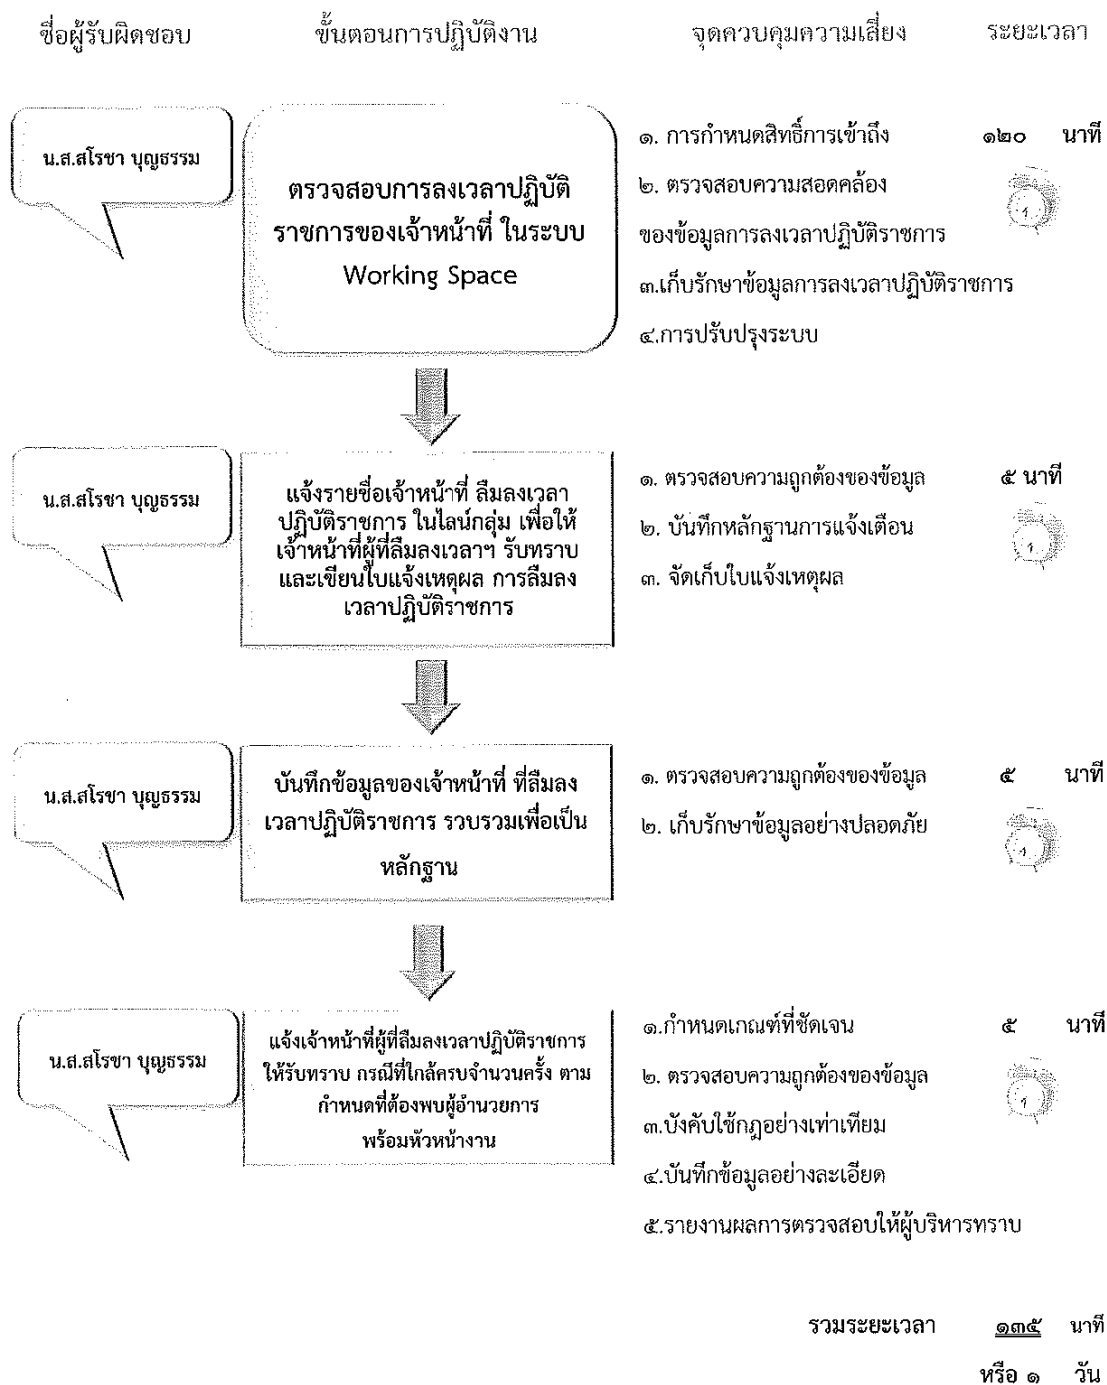 ชื่อผู้รับผิดชอบ ขั้นตอนการปฏิบัติงาน จุดควบคุมความเสี่ยง ระยะเวลา
น.ส.สโรชา บุญธรรม
ตรวจสอบการลงเวลาปฏิบัติ
ราชการของเจ้าหน้าที่ ในระบบ
Working Space
๑. การกำหนดสิทธิ์การเข้าถึง
๒. ตรวจสอบความสอดคล้อง
ของข้อมูลการลงเวลาปฏิบัติราชการ
๓.เก็บรักษาข้อมูลการลงเวลาปฏิบัติราชการ
๔.การปรับปรุงระบบ
๑๒๐ นาที
น.ส.สโรชา บุญธรรม
แจ้งรายชื่อเจ้าหน้าที่ ลืมลงเวลา
ปฏิบัติราชการ ในไลน์กลุ่ม เพื่อให้
เจ้าหน้าที่ผู้ที่ลืมลงเวลาฯ รับทราบ
และเขียนใบแจ้งเหตุผล การลืมลง
เวลาปฏิบัติราชการ
๑. ตรวจสอบความถูกต้องของข้อมูล
๒. บันทึกหลักฐานการแจ้งเตือน
๓. จัดเก็บใบแจ้งเหตุผล
๕ นาที
น.ส.สโรชา บุญธรรม
บันทึกข้อมูลของเจ้าหน้าที่ ที่ลืมลง
เวลาปฏิบัติราชการ รวบรวมเพื่อเป็น
หลักฐาน
๑. ตรวจสอบความถูกต้องของข้อมูล
๒. เก็บรักษาข้อมูลอย่างปลอดภัย
๕ นาที
น.ส.สโรชา บุญธรรม
แจ้งเจ้าหน้าที่ผู้ที่ลืมลงเวลาปฏิบัติราชการ
ให้รับทราบ กรณีที่ใกล้ครบจำนวนครั้ง ตาม
กำหนดที่ต้องพบผู้อำนวยการ
พร้อมหัวหน้างาน
๑.กำหนดเกณฑ์ที่ชัดเจน
๒. ตรวจสอบความถูกต้องของข้อมูล
๓.บังคับใช้กฎอย่างเท่าเทียม
๔.บันทึกข้อมูลอย่างละเอียด
๕.รายงานผลการตรวจสอบให้ผู้บริหารทราบ
๕ นาที
รวมระยะเวลา ๑๓๕ นาที
หรือ ๑ วัน